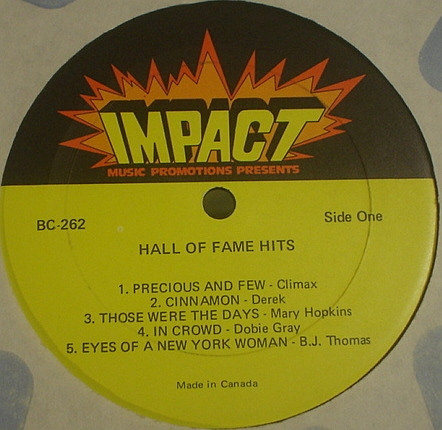 IMPACT
MUSIC PROMOTIONS PRESENTS
BC-262
Side One
HALL OF FAME HITS
1. PRECIOUS AND FEW - Climax
2. CINNAMON - Derek
3. THOSE WERE THE DAYS - Mary Hopkins
4. IN CROWD - Dobie Gray
5. EYES OF A NEW YORK WOMAN - B.J. Thomas
Made in Canada